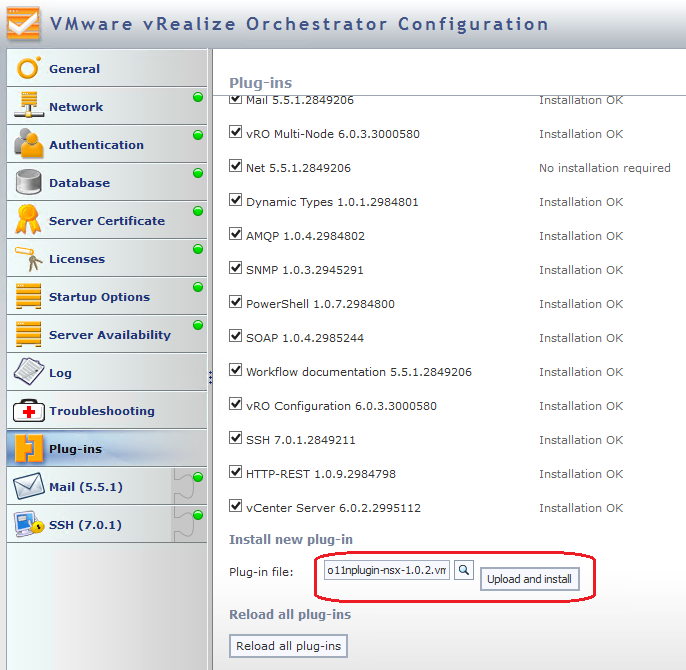 VMware vRealize Orchestrator Configuration
General
Network
Authentication
Database
Server Certificate
Licenses
Startup Options
Server Availability
Log
Troubleshooting
Plug-ins
Mail (5.5.1)
SSH (7.0.1)
Plug-ins
Mail 5.5.1.2849206 Installation OK
vRO Multi-Node 6.0.3.3000580 Installation OK
Net 5.5.1.2849206 No installation required
Dynamic Types 1.0.1.2984801 Installation OK
AMQP 1.0.4.2984802 Installation OK
SNMP 1.0.3.2945291 Installation OK
PowerShell 1.0.7.2984800 Installation OK
SOAP 1.0.4.2985244 Installation OK
Workflow documentation 5.5.1.2849206 Installation OK
vRO Configuration 6.0.3.3000580 Installation OK
SSH 7.0.1.2849211 Installation OK
HTTP-REST 1.0.9.2984798 Installation OK
vCenter Server 6.0.2.2995112 Installation OK
Install new plug-in
Plug-in file: o11nplugin-nsx-1.0.2.vm Upload and install
Reload all plug-ins
Reload all plug-ins